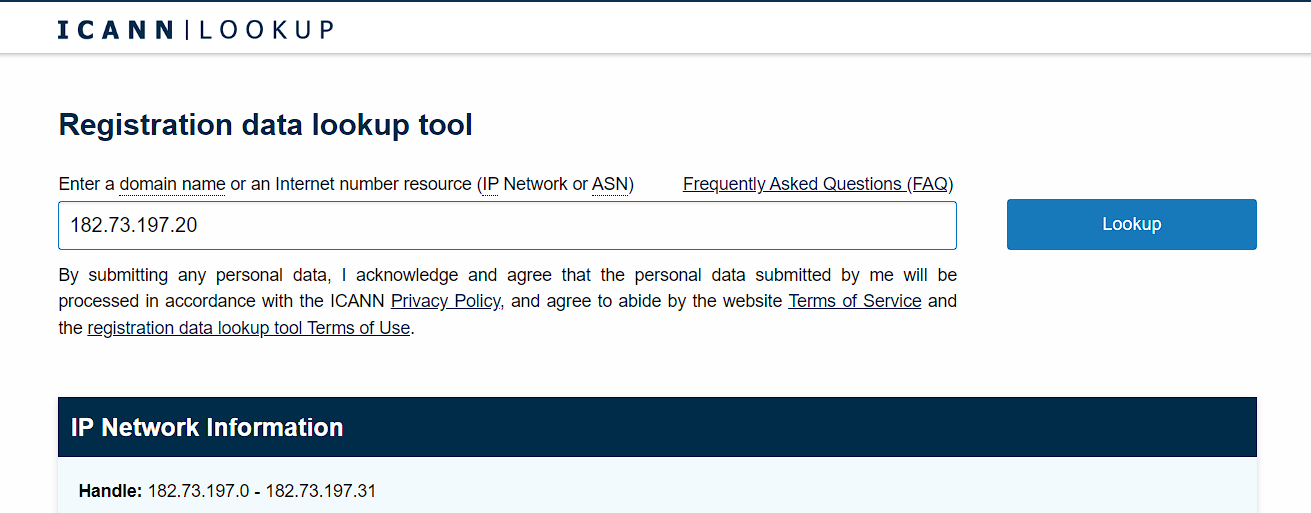 ICANN|LOOKUP
Registration data lookup tool
Enter a domain name or an Internet number resource (IP Network or ASN) Frequently Asked Questions (FAQ)
182.73.197.20
Lookup
By submitting any personal data, I acknowledge and agree that the personal data submitted by me will be
processed in accordance with the ICANN Privacy Policy, and agree to abide by the website Terms of Service and
the registration data lookup tool Terms of Use.
IP Network Information
Handle: 182.73.197.0 - 182.73.197.31